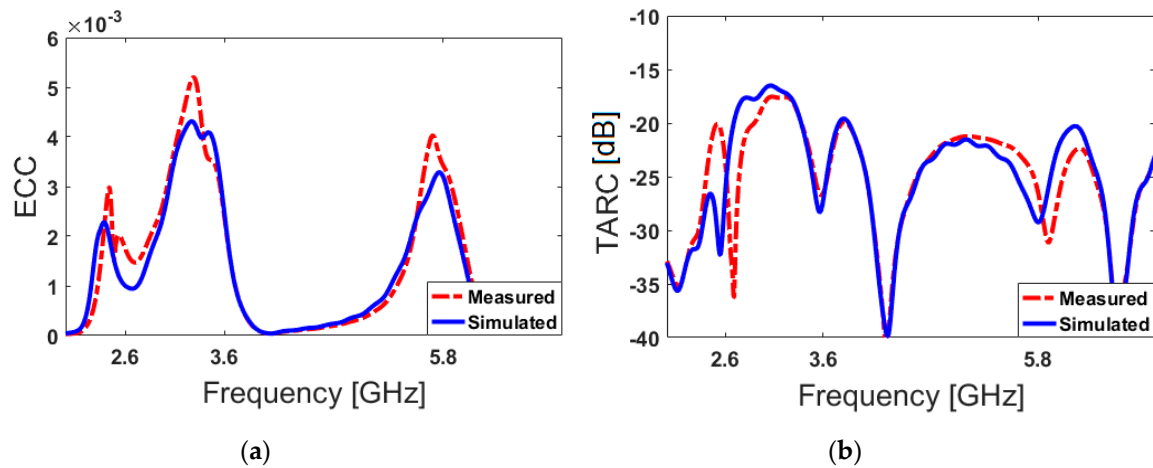 ×10⁻³
6
5
4
3
2
1
0
ECC
2.6 3.6 5.8
Frequency [GHz]
Measured
Simulated
(a)
-10
-15
-20
-25
-30
-35
-40
TARC [dB]
2.6 3.6 5.8
Frequency [GHz]
Measured
Simulated
(b)